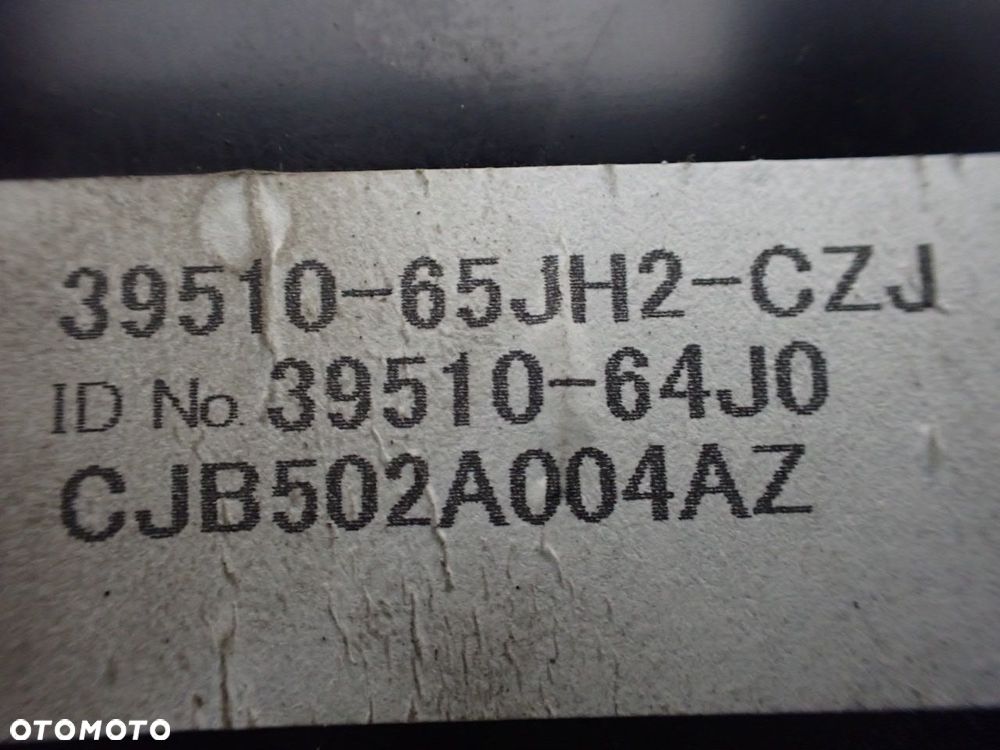 39510-65JH2-CZJ
ID No. 39510-64J0
CJB502A004AZ
OTOMOTO